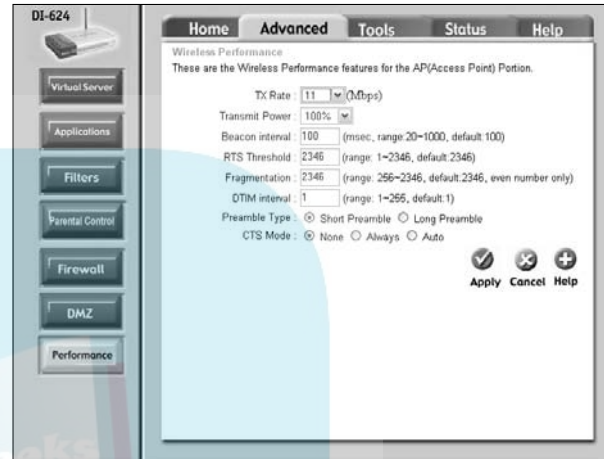 DI-624
Home Advanced Tools Status Help
Virtual Server
Applications
Filters
Parental Control
Firewall
DMZ
Performance
Wireless Performance
These are the Wireless Performance features for the AP(Access Point) Portion.
TX Rate : 11 (Mbps)
Transmit Power : 100%
Beacon interval : 100 (msec, range:20~1000, default:100)
RTS Threshold : 2346 (range: 1~2346, default:2346)
Fragmentation : 2346 (range: 256~2346, default:2346, even number only)
DTIM interval : 1 (range: 1~255, default:1)
Preamble Type : Short Preamble Long Preamble
CTS Mode : None Always Auto
Apply Cancel Help